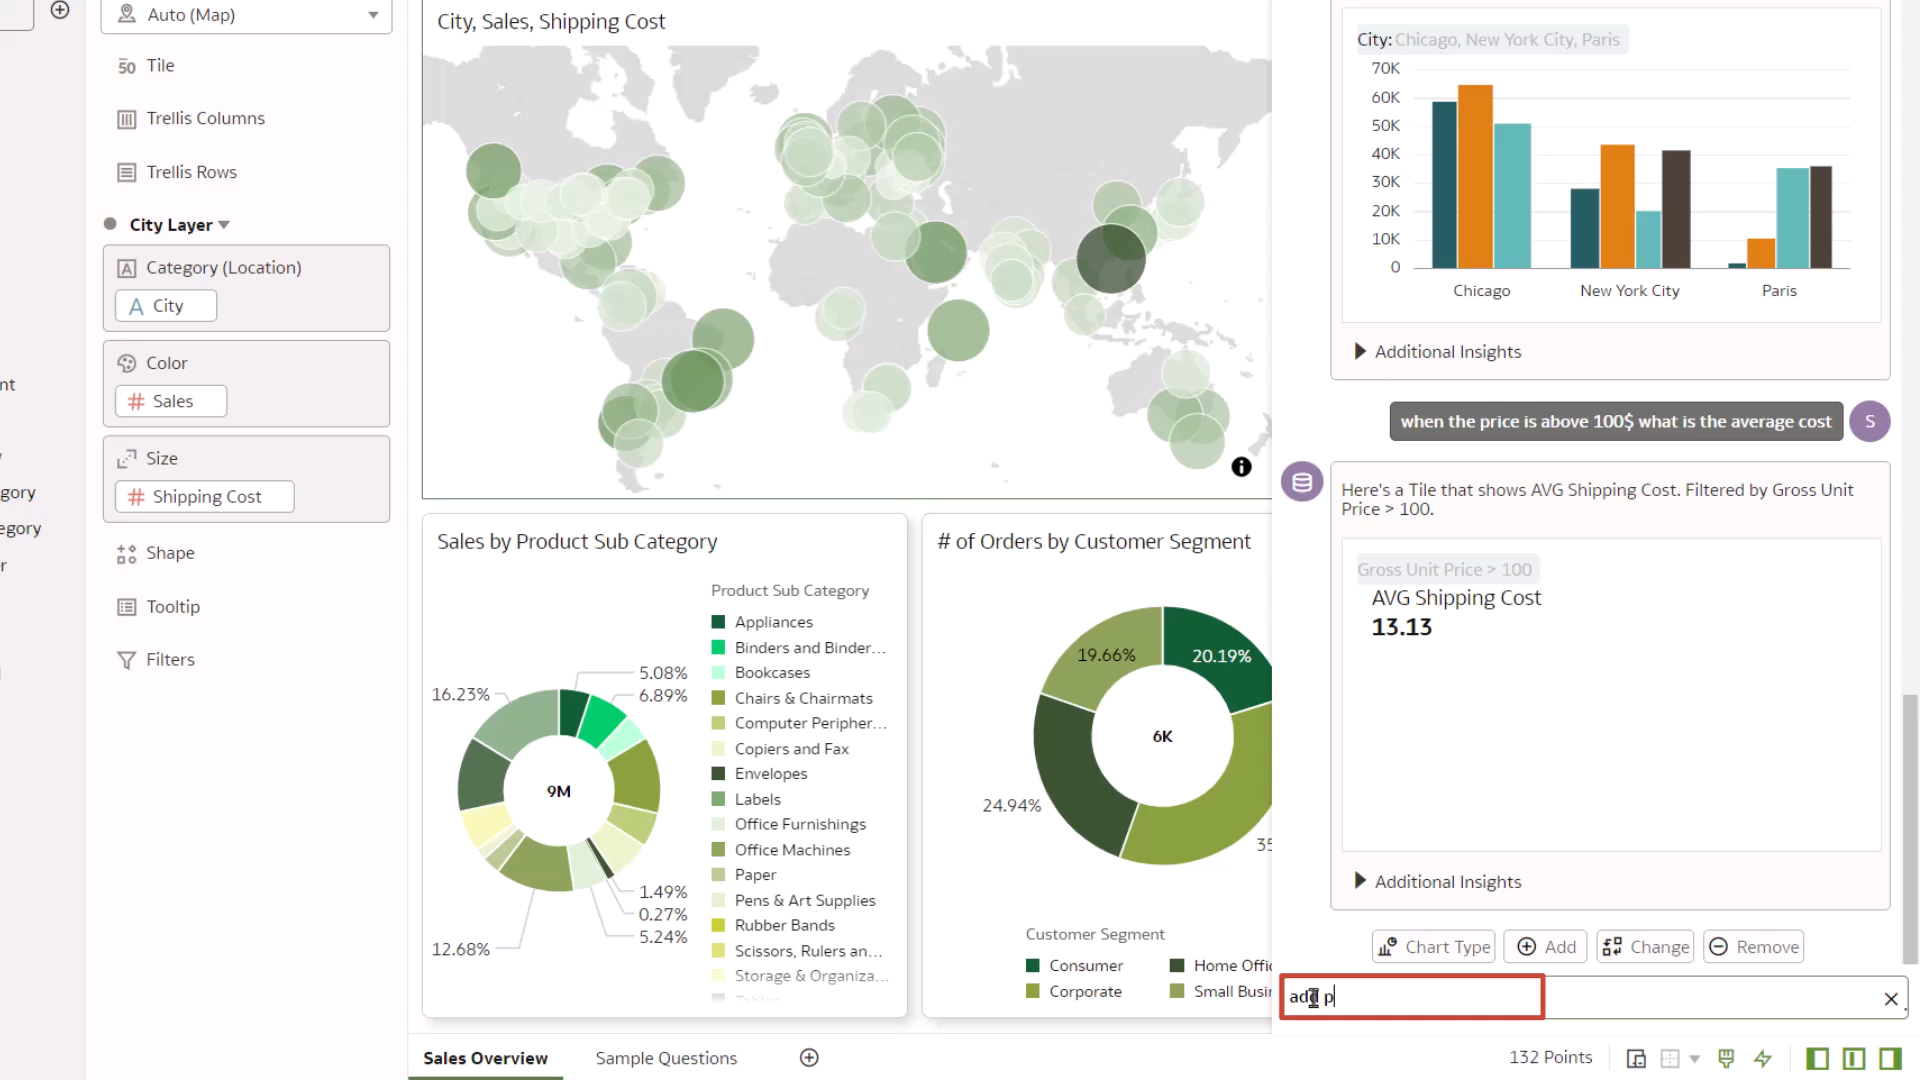 Auto (Map)
Tile
Trellis Columns
Trellis Rows
City Layer
Category (Location)
A City
Color
# Sales
Size
# Shipping Cost
Shape
Tooltip
Filters
nt
gory
egory
r
City, Sales, Shipping Cost
Sales by Product Sub Category
Product Sub Category
Appliances
Binders and Binder...
Bookcases
Chairs & Chairmats
Computer Peripher...
Copiers and Fax
Envelopes
Labels
Office Furnishings
Office Machines
Paper
Pens & Art Supplies
Rubber Bands
Scissors, Rulers an...
Storage & Organiza...
5.08%
6.89%
16.23%
9M
1.49%
0.27%
5.24%
12.68%
# of Orders by Customer Segment
19.66%
20.19%
6K
24.94%
35
Customer Segment
Consumer
Home Offic
Corporate
Small Busin
City: Chicago, New York City, Paris
70K
60K
50K
40K
30K
20K
10K
0
Chicago
New York City
Paris
Additional Insights
when the price is above 100$ what is the average cost
S
Here's a Tile that shows AVG Shipping Cost. Filtered by Gross Unit
Price > 100.
Gross Unit Price > 100
AVG Shipping Cost
13.13
Additional Insights
Chart Type
Add
Change
Remove
add p
Sales Overview
Sample Questions
132 Points